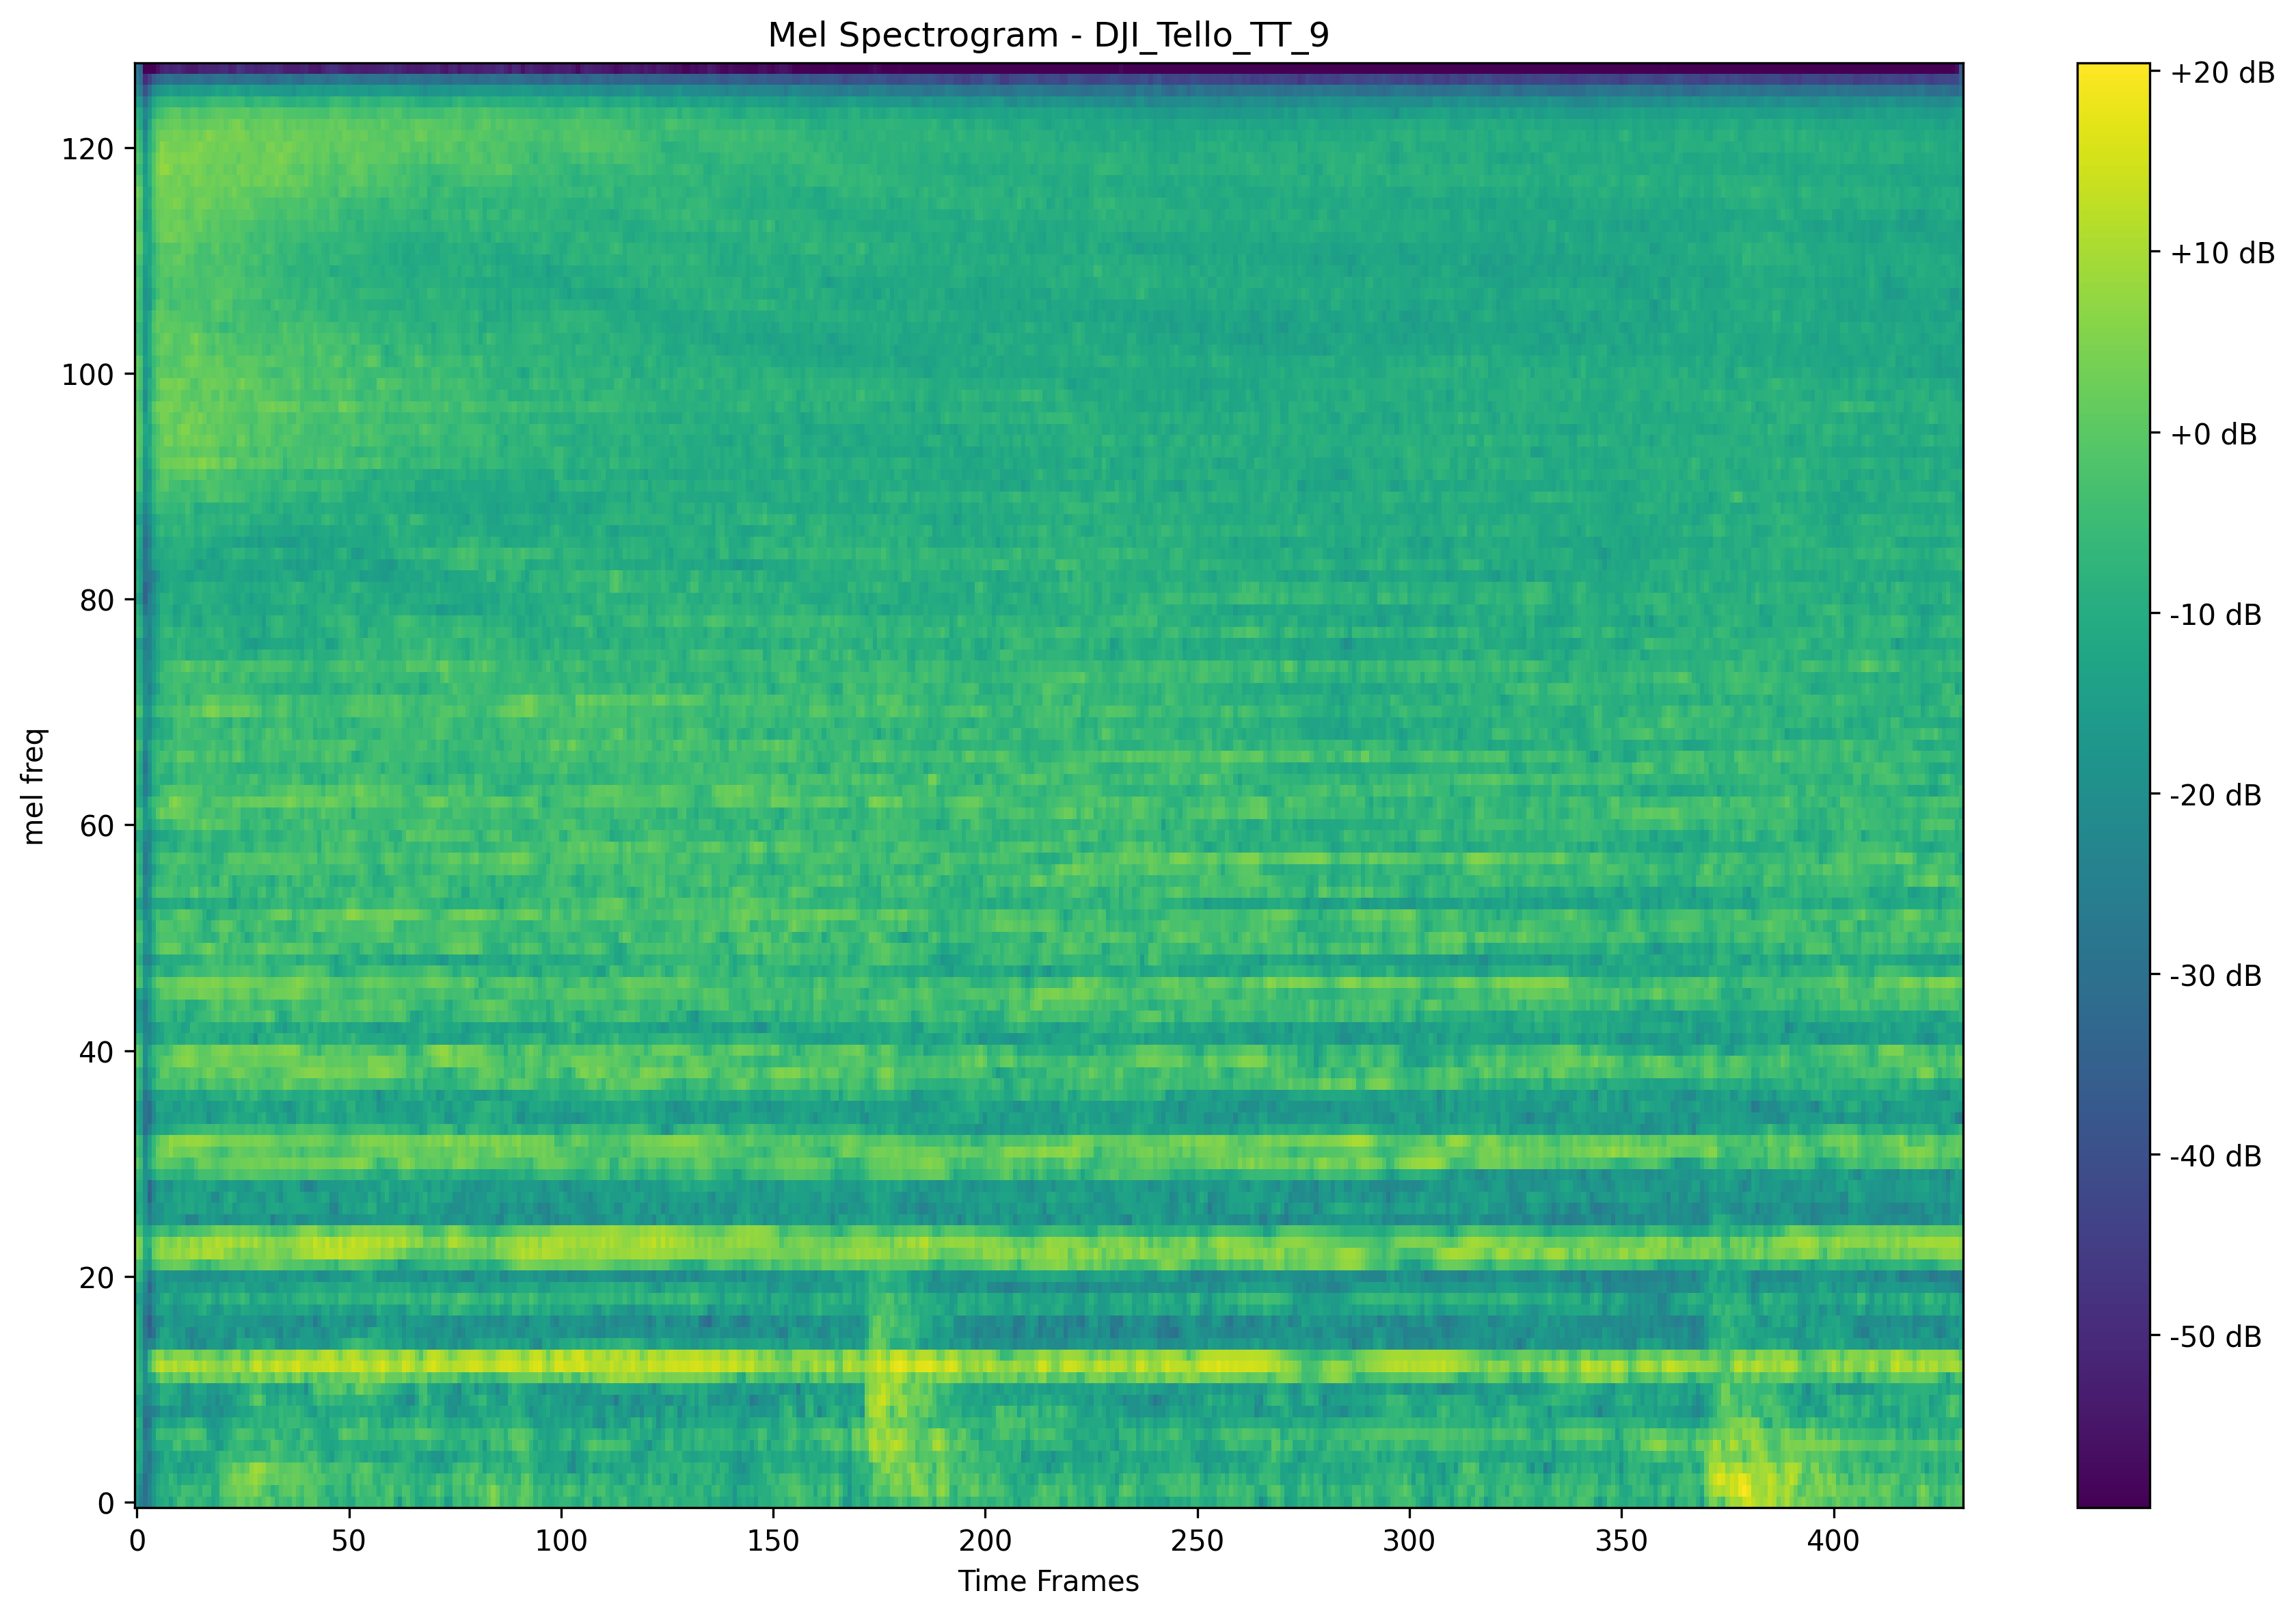 Mel Spectrogram - DJI_Tello_TT_9
mel freq
120
100
80
60
40
20
0
0 50 100 150 200 250 300 350 400
Time Frames
+20 dB
+10 dB
+0 dB
-10 dB
-20 dB
-30 dB
-40 dB
-50 dB